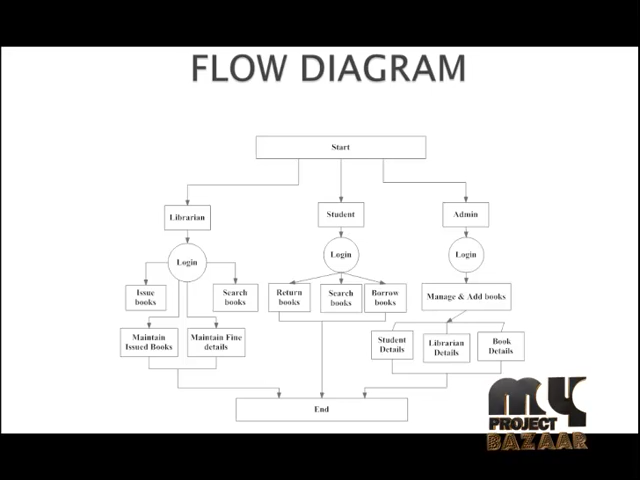 FLOW DIAGRAM
Start
Librarian
Student
Admin
Login
Login
Login
Issue
books
Search
books
Return
books
Search
books
Borrow
books
Manage & Add books
Maintain
Issued Books
Maintain Fine
details
Student
Details
Librarian
Details
Book
Details
End
MY
PROJECT
BAZAAR